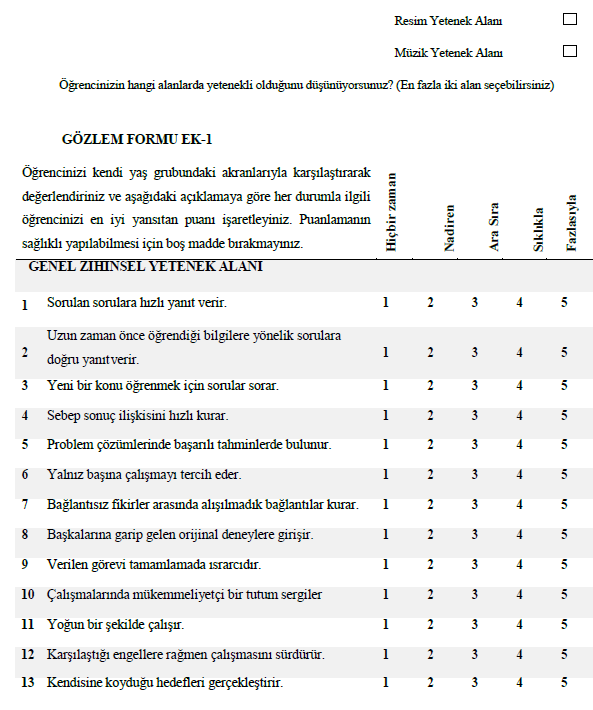 Resim Yetenek Alanı
Müzik Yetenek Alanı
Öğrencinizin hangi alanlarda yetenekli olduğunu düşünüyorsunuz? (En fazla iki alan seçebilirsiniz)
GÖZLEM FORMU EK-1
Öğrencinizi kendi yaş grubundaki akranlarıyla karşılaştırarak
değerlendiriniz ve aşağıdaki açıklamaya göre her durumla ilgili
öğrencinizi en iyi yansıtan puanı işaretleyiniz. Puanlamanın
sağlıklı yapılabilmesi için boş madde bırakmayınız.
Hiçbir zaman
Nadiren
Ara Sıra
Sıklıkla
Fazlasıyla
GENEL ZİHİNSEL YETENEK ALANI
1 Sorulan sorulara hızlı yanıt verir. 1 2 3 4 5
Uzun zaman önce öğrendiği bilgilere yönelik sorulara
2 doğru yanıt verir. 1 2 3 4 5
3 Yeni bir konu öğrenmek için sorular sorar. 1 2 3 4 5
4 Sebep sonuç ilişkisini hızlı kurar. 1 2 3 4 5
5 Problem çözümlerinde başarılı tahminlerde bulunur. 1 2 3 4 5
6 Yalnız başına çalışmayı tercih eder. 1 2 3 4 5
7 Bağlantısız fikirler arasında alışılmadık bağlantılar kurar. 1 2 3 4 5
8 Başkalarına garip gelen orijinal deneylere girişir. 1 2 3 4 5
9 Verilen görevi tamamlamada ısrarcıdır. 1 2 3 4 5
10 Çalışmalarında mükemmeliyetçi bir tutum sergiler 1 2 3 4 5
11 Yoğun bir şekilde çalışır. 1 2 3 4 5
12 Karşılaştığı engellere rağmen çalışmasını sürdürür. 1 2 3 4 5
13 Kendisine koyduğu hedefleri gerçekleştirir. 1 2 3 4 5